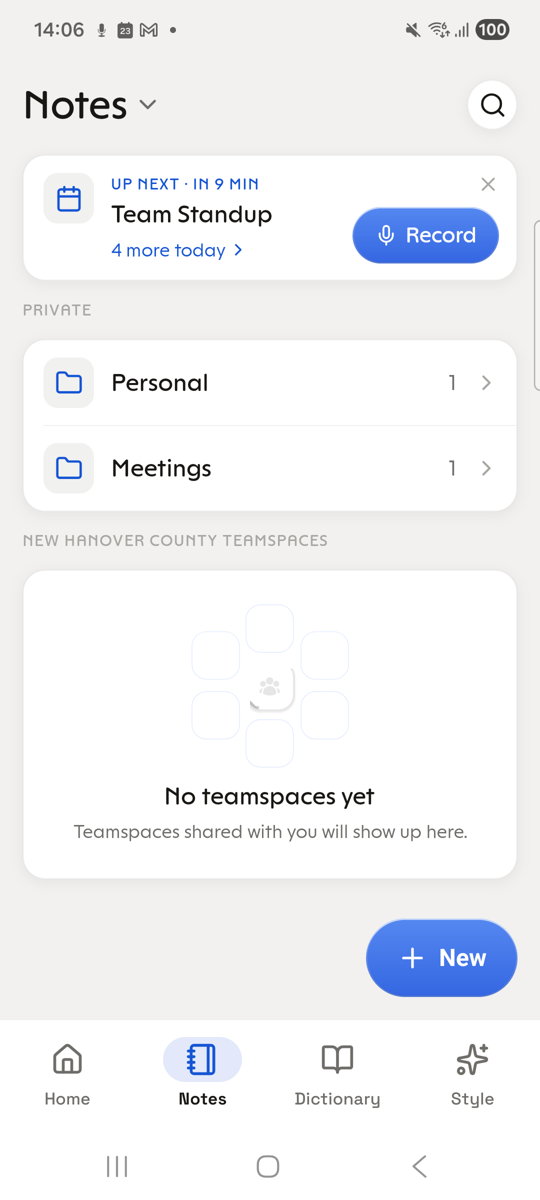 14:06
23
6
100
Notes
UP NEXT · IN 9 MIN
Team Standup
4 more today
Record
PRIVATE
Personal 1
Meetings 1
NEW HANOVER COUNTY TEAMSPACES
No teamspaces yet
Teamspaces shared with you will show up here.
New
Home Notes Dictionary Style